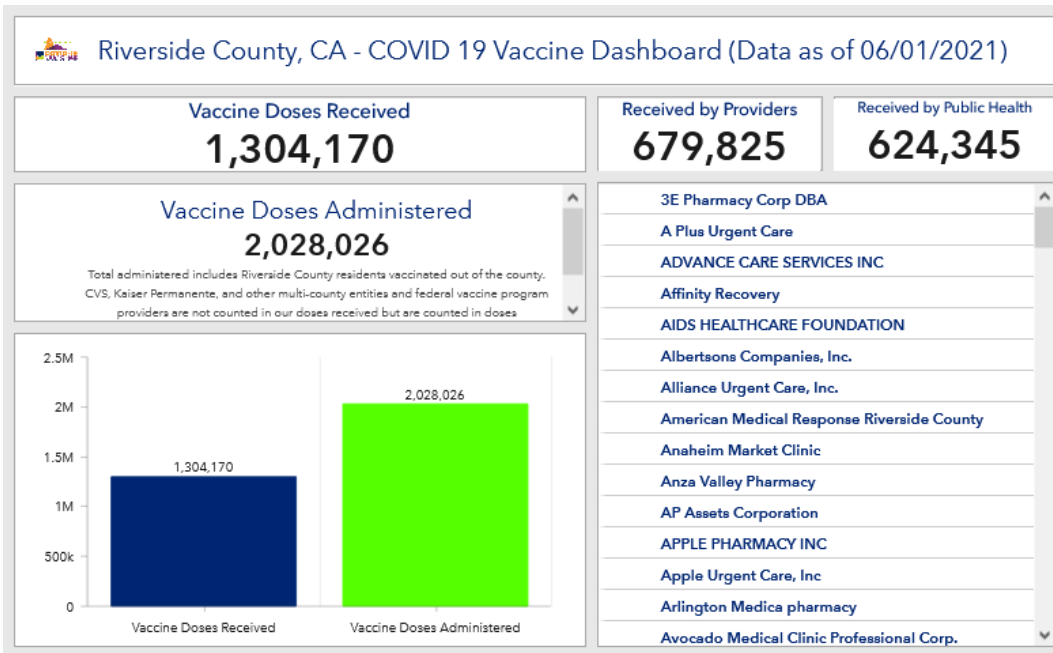 Riverside County, CA - COVID 19 Vaccine Dashboard (Data as of 06/01/2021)
Vaccine Doses Received
1,304,170
Received by Providers
679,825
Received by Public Health
624,345
Vaccine Doses Administered
2,028,026
Total administered includes Riverside County residents vaccinated out of the county.
CVS, Kaiser Permanente, and other multi-county entities and federal vaccine program
providers are not counted in our doses received but are counted in doses
2.5M
2M
1.5M
1M
500k
0
1,304,170
2,028,026
Vaccine Doses Received
Vaccine Doses Administered
3E Pharmacy Corp DBA
A Plus Urgent Care
ADVANCE CARE SERVICES INC
Affinity Recovery
AIDS HEALTHCARE FOUNDATION
Albertsons Companies, Inc.
Alliance Urgent Care, Inc.
American Medical Response Riverside County
Anaheim Market Clinic
Anza Valley Pharmacy
AP Assets Corporation
APPLE PHARMACY INC
Apple Urgent Care, Inc
Arlington Medica pharmacy
Avocado Medical Clinic Professional Corp.